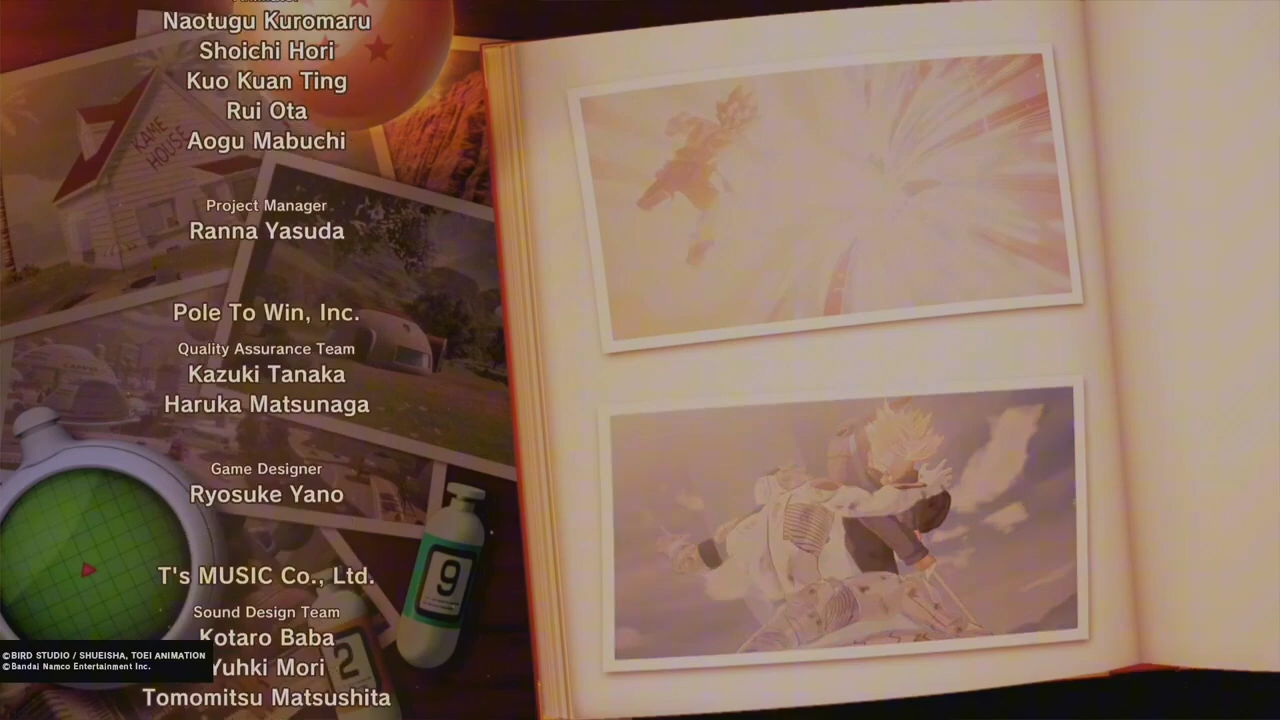 Animator
Naotugu Kuromaru
Shoichi Hori
Kuo Kuan Ting
Rui Ota
Aogu Mabuchi
KAME
HOUSE
Project Manager
Ranna Yasuda
Pole To Win, Inc.
Quality Assurance Team
Kazuki Tanaka
Haruka Matsunaga
Game Designer
Ryosuke Yano
9
T's MUSIC Co., Ltd.
Sound Design Team
Kotaro Baba
Yuhki Mori
2
Tomomitsu Matsushita
©BIRD STUDIO / SHUEISHA, TOEI ANIMATION
©Bandai Namco Entertainment Inc.